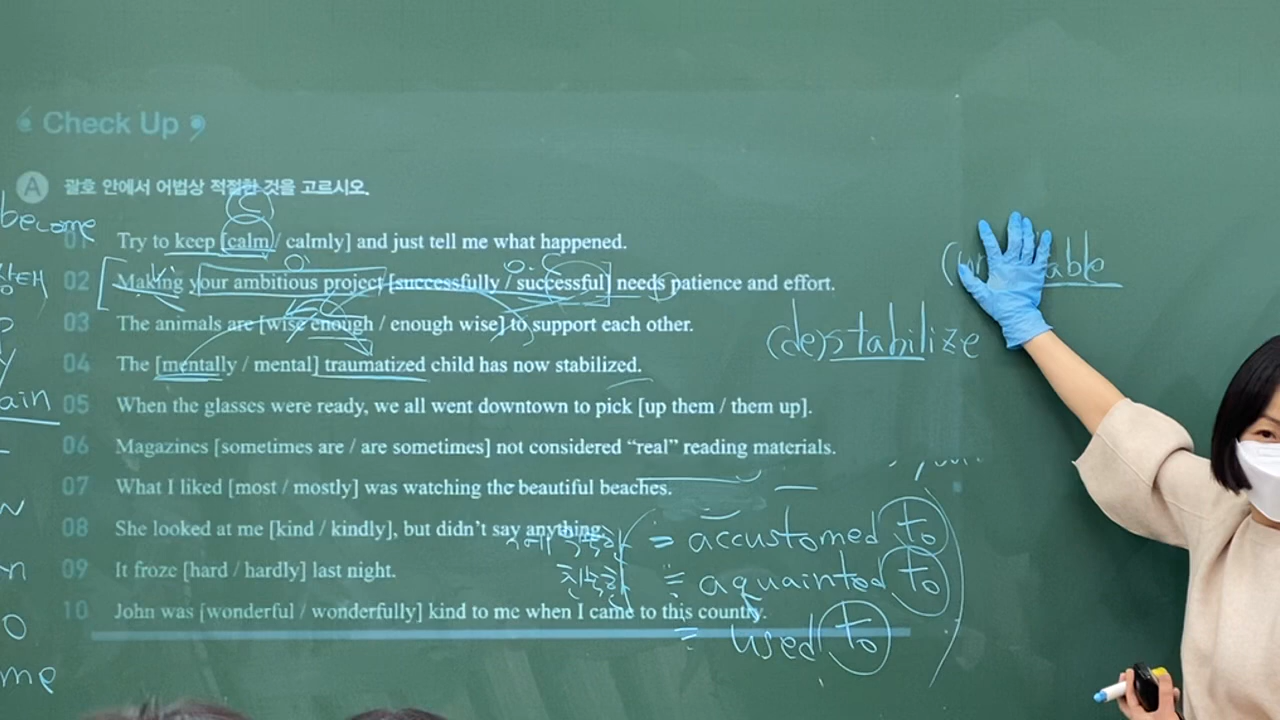 Check Up
A 괄호 안에서 어법상 적절한 것을 고르시오.
become
01 Try to keep [calm / calmly] and just tell me what happened.
02 Making your ambitious project [successfully / successful] needs patience and effort.
03 The animals are [wise enough / enough wise] to support each other.
04 The [mentally / mental] traumatized child has now stabilized.
05 When the glasses were ready, we all went downtown to pick [up them / them up].
06 Magazines [sometimes are / are sometimes] not considered “real” reading materials.
07 What I liked [most / mostly] was watching the beautiful beaches.
08 She looked at me [kind / kindly], but didn’t say anything.
09 It froze [hard / hardly] last night.
10 John was [wonderful / wonderfully] kind to me when I came to this country.
(de)stabilize
= accustomed to
= aquainted to
= used to